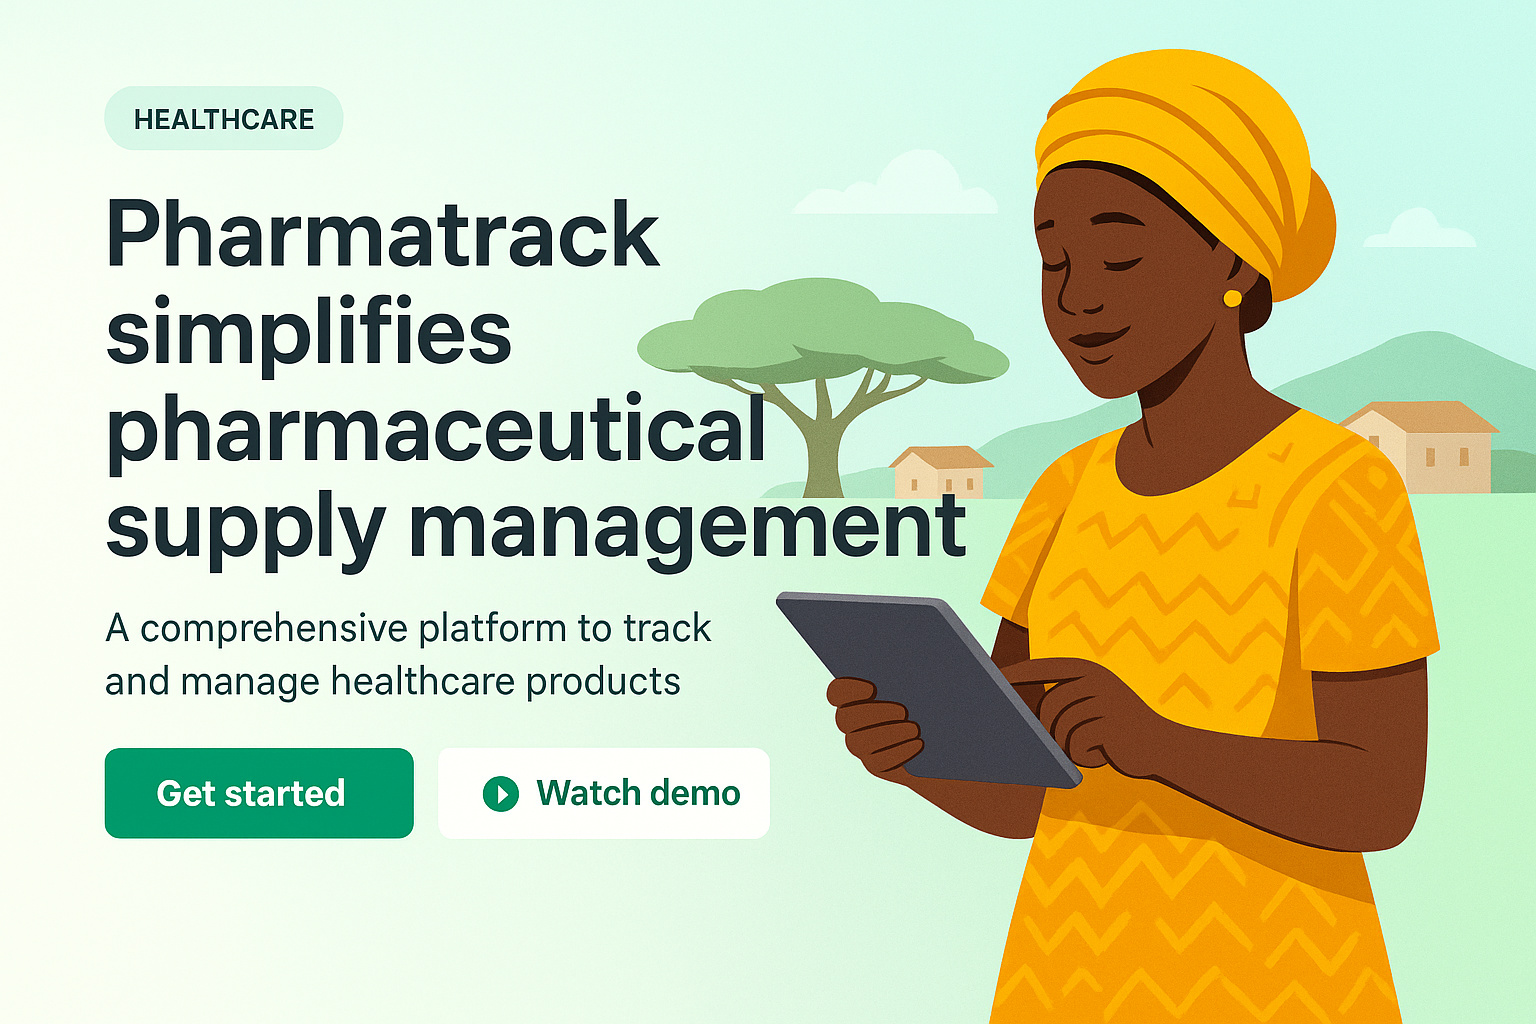 HEALTHCARE
Pharmatrack
simplifies
pharmaceutical
supply management
A comprehensive platform to track
and manage healthcare products
Get started
Watch demo